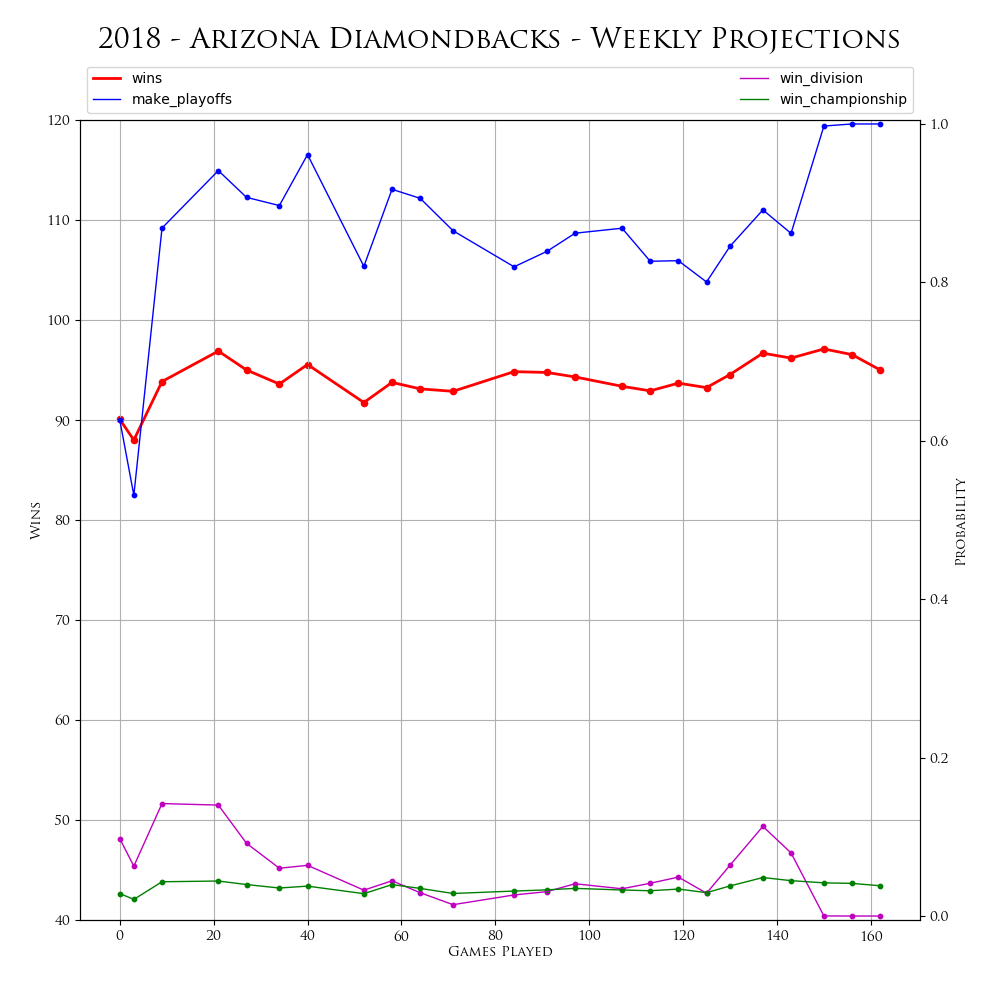 2018 - Arizona Diamondbacks - Weekly Projections
wins
make_playoffs
win_division
win_championship
120
110
100
90
80
70
60
50
40
Wins
1.0
0.8
0.6
0.4
0.2
0.0
Probability
0 20 40 60 80 100 120 140 160
Games Played